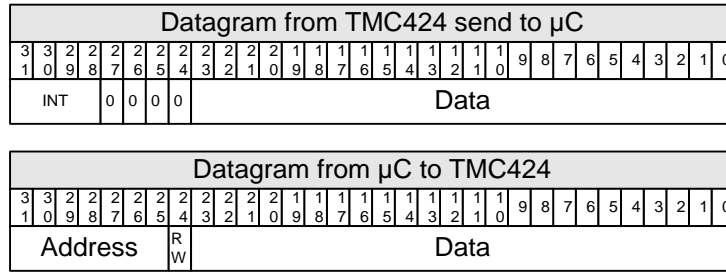 Datagram from TMC424 send to µC
31 30 29 28 27 26 25 24 23 22 21 20 19 18 17 16 15 14 13 12 11 10 9 8 7 6 5 4 3 2 1 0
INT 0 0 0 0 Data
Datagram from µC to TMC424
31 30 29 28 27 26 25 24 23 22 21 20 19 18 17 16 15 14 13 12 11 10 9 8 7 6 5 4 3 2 1 0
Address RW Data